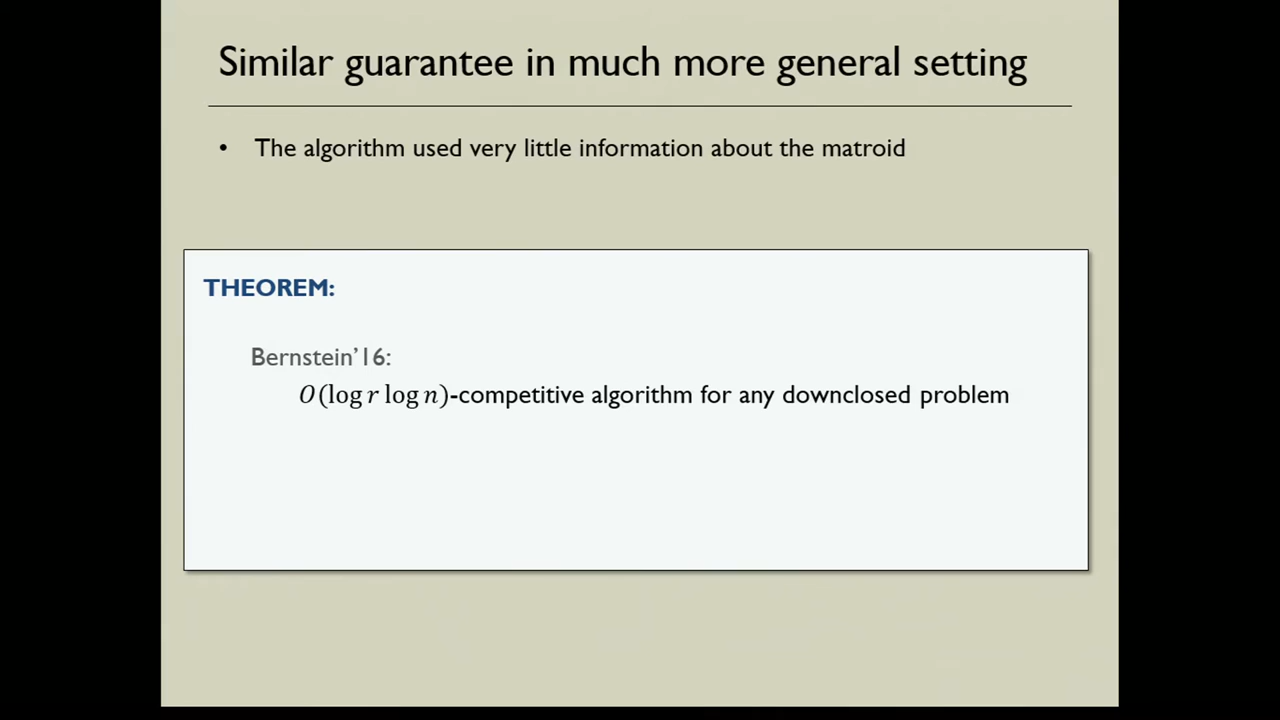 Similar guarantee in much more general setting
• The algorithm used very little information about the matroid
THEOREM:
Bernstein’16:
O(log r log n)-competitive algorithm for any downclosed problem